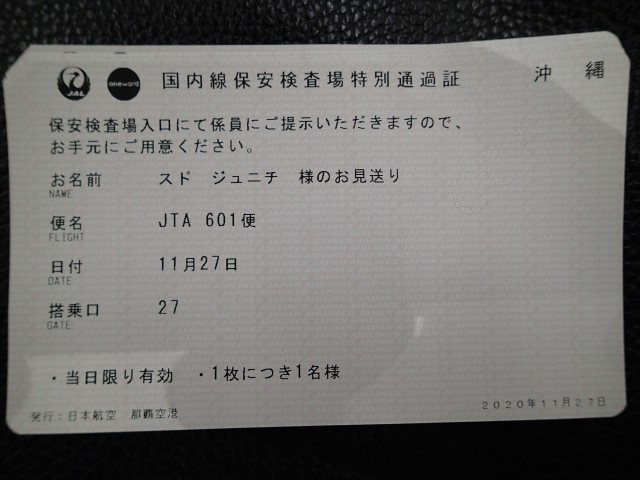 JAL oneworld 国内線保安検査場特別通過証 沖縄
保安検査場入口にて係員にご提示いただきますので、
お手元にご用意ください。
お名前 スド ジュニチ 様のお見送り
NAME
便名 JTA 601便
FLIGHT
日付 11月27日
DATE
搭乗口 27
GATE
・当日限り有効 ・1枚につき1名様
発行：日本航空 那覇空港 2020年11月27日